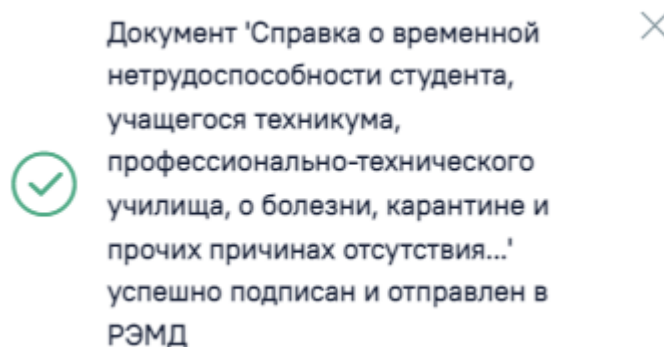 Документ 'Справка о временной
нетрудоспособности студента,
учащегося техникума,
профессионально-технического
училища, о болезни, карантине и
прочих причинах отсутствия...'
успешно подписан и отправлен в
РЭМД